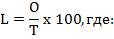 L = О/Т x 100, где: